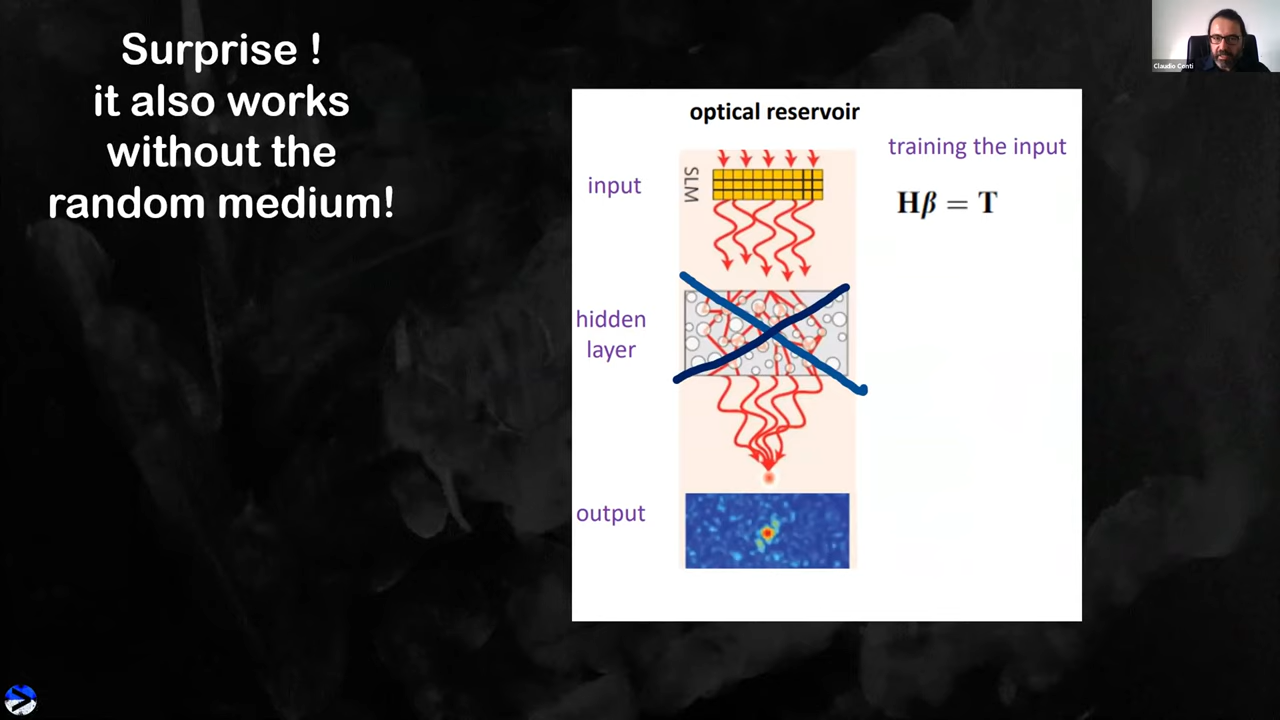 Surprise !
it also works
without the
random medium!
Claudio Conti
optical reservoir
training the input
input
SLM
Hβ = T
hidden
layer
output